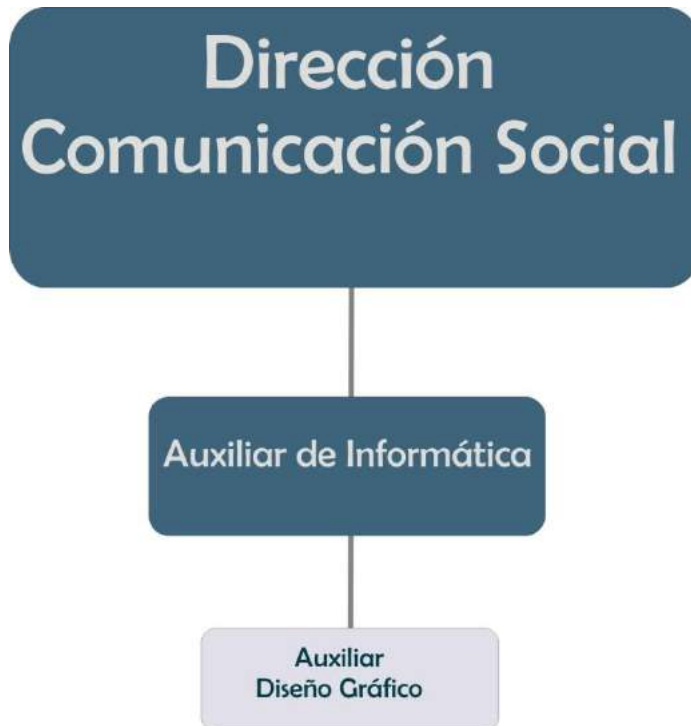 Dirección
Comunicación Social
Auxiliar de Informática
Auxiliar
Diseño Gráfico